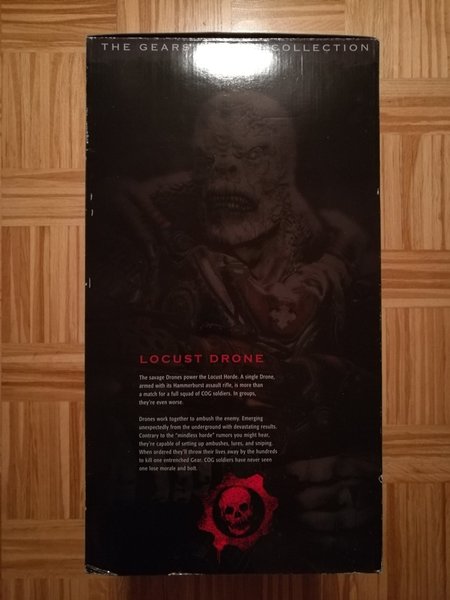 THE GEARS COLLECTION
LOCUST DRONE
The savage Drones power the Locust Horde. A single Drone,
armed with its Hammerburst assault rifle, is more than
a match for a full squad of COG soldiers. In groups,
they're even worse.
Drones work together to ambush the enemy. Emerging
unexpectedly from the underground with devastating results.
Contrary to the "mindless horde" rumors you might hear,
they're capable of setting up ambushes, lures, and sniping.
When ordered they'll throw their lives away by the hundreds
to kill one entrenched Gear. COG soldiers have never seen
one lose morale and bolt.